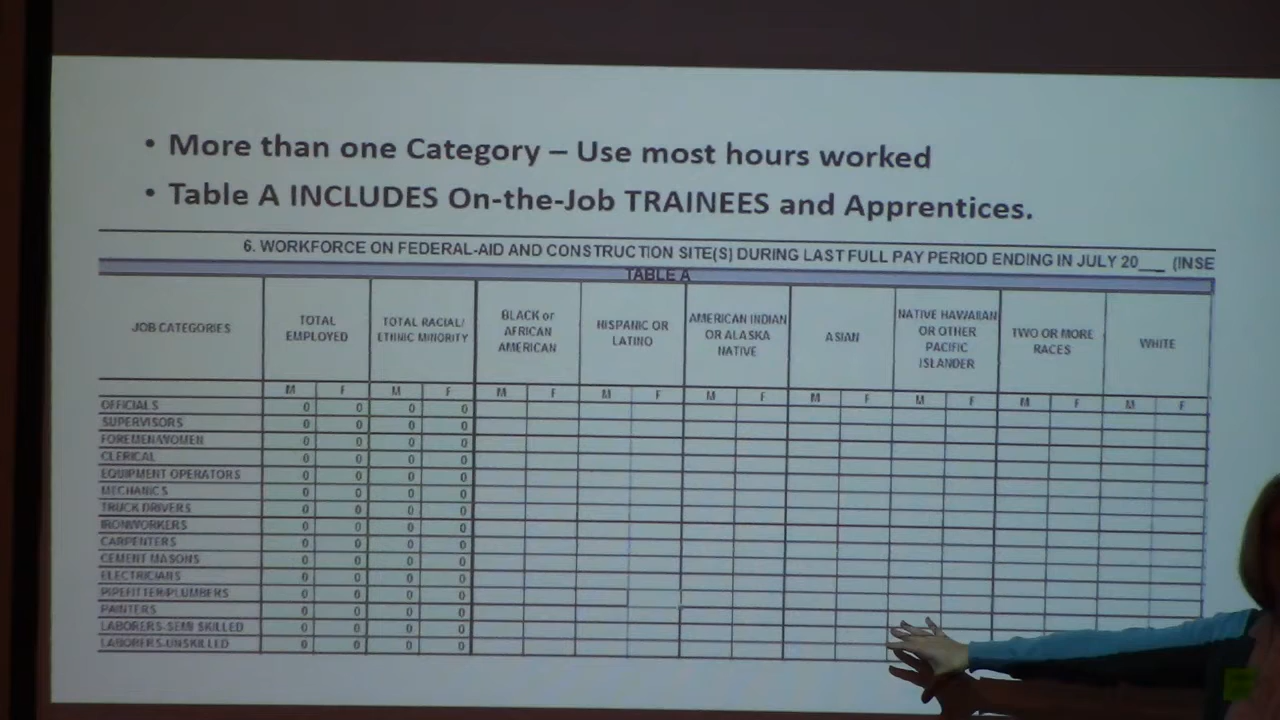 • More than one Category – Use most hours worked
• Table A INCLUDES On-the-Job TRAINEES and Apprentices.
6. WORKFORCE ON FEDERAL-AID AND CONSTRUCTION SITE(S) DURING LAST FULL PAY PERIOD ENDING IN JULY 20___ (INSE
TABLE A
JOB CATEGORIES TOTAL EMPLOYED TOTAL RACIAL/ ETHNIC MINORITY BLACK or AFRICAN AMERICAN HISPANIC OR LATINO AMERICAN INDIAN OR ALASKA NATIVE ASIAN NATIVE HAWAIIAN OR OTHER PACIFIC ISLANDER TWO OR MORE RACES WHITE
M F M F M F M F M F M F M F M F M F
OFFICIALS 0 0 0 0
SUPERVISORS 0 0 0 0
FOREMEN/WOMEN 0 0 0 0
CLERICAL 0 0 0 0
EQUIPMENT OPERATORS 0 0 0 0
MECHANICS 0 0 0 0
TRUCK DRIVERS 0 0 0 0
IRONWORKERS 0 0 0 0
CARPENTERS 0 0 0 0
CEMENT MASONS 0 0 0 0
ELECTRICIANS 0 0 0 0
PIPEFITTER/PLUMBERS 0 0 0 0
PAINTERS 0 0 0 0
LABORERS-SEMI SKILLED 0 0 0 0
LABORERS-UNSKILLED 0 0 0 0